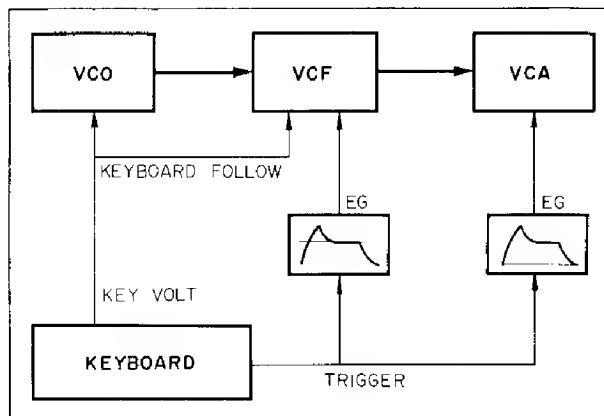 VCO
VCF
VCA
KEYBOARD FOLLOW
EG
EG
KEY VOLT
KEYBOARD
TRIGGER